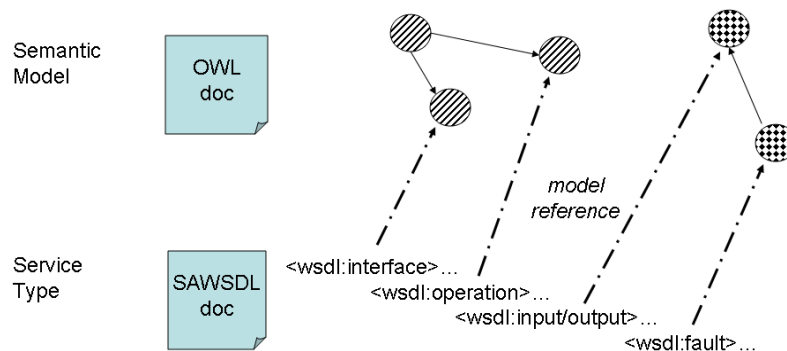 Semantic
Model
OWL
doc
model
reference
Service
Type
SAWSDL
doc
<wsdl:interface>...
<wsdl:operation>...
<wsdl:input/output>...
<wsdl:fault>...